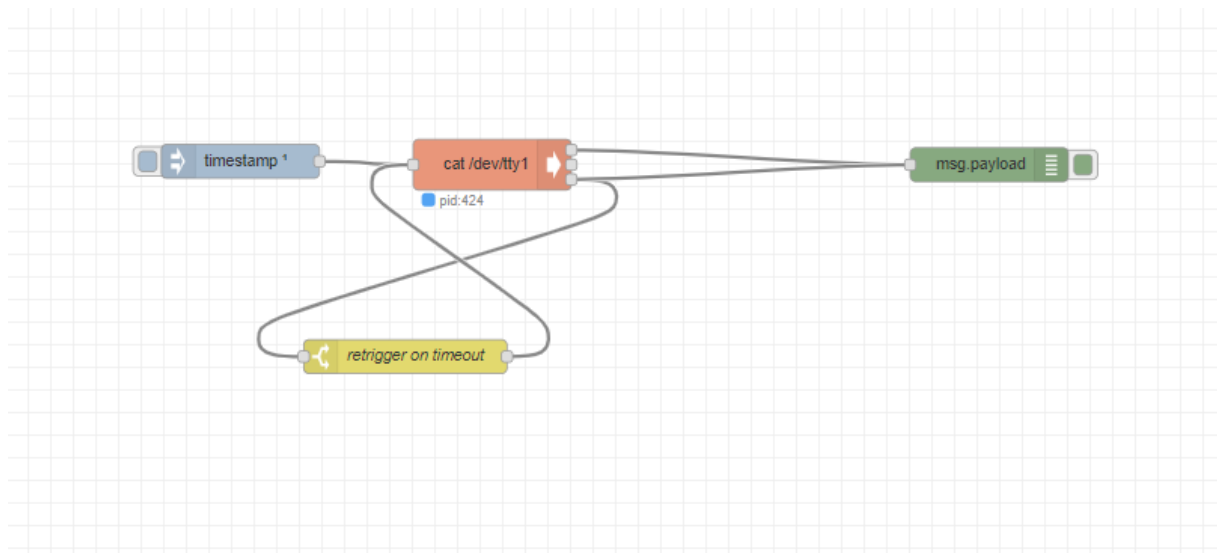 timestamp ¹
cat /dev/tty1
msg.payload
pid:424
retrigger on timeout